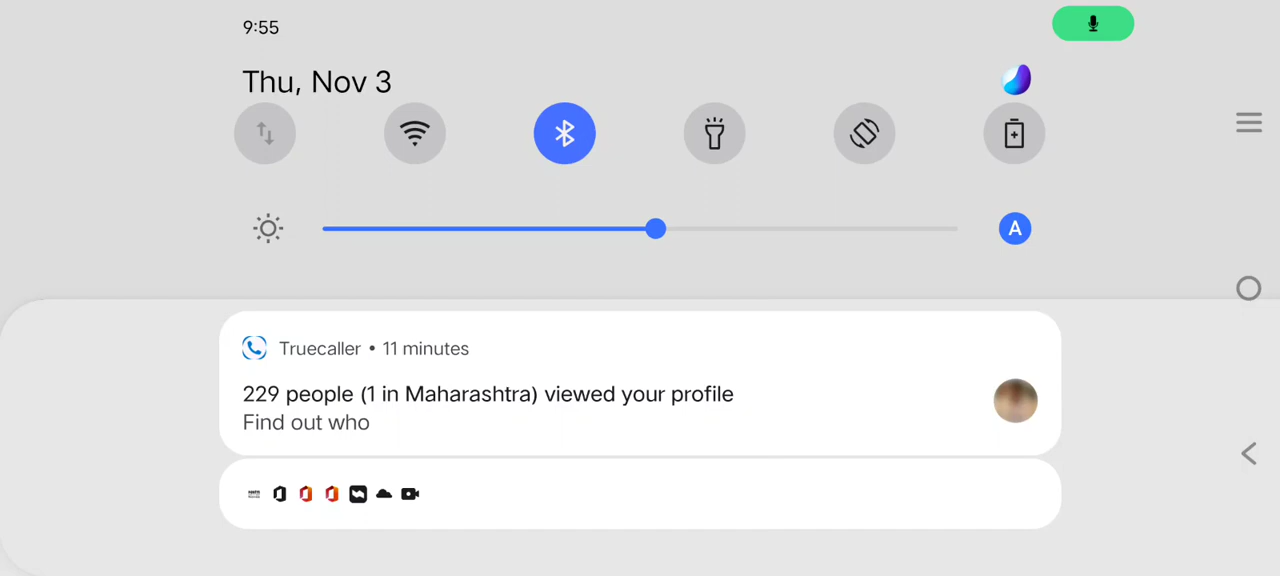 9:55
Thu, Nov 3
A
Truecaller • 11 minutes
229 people (1 in Maharashtra) viewed your profile
Find out who